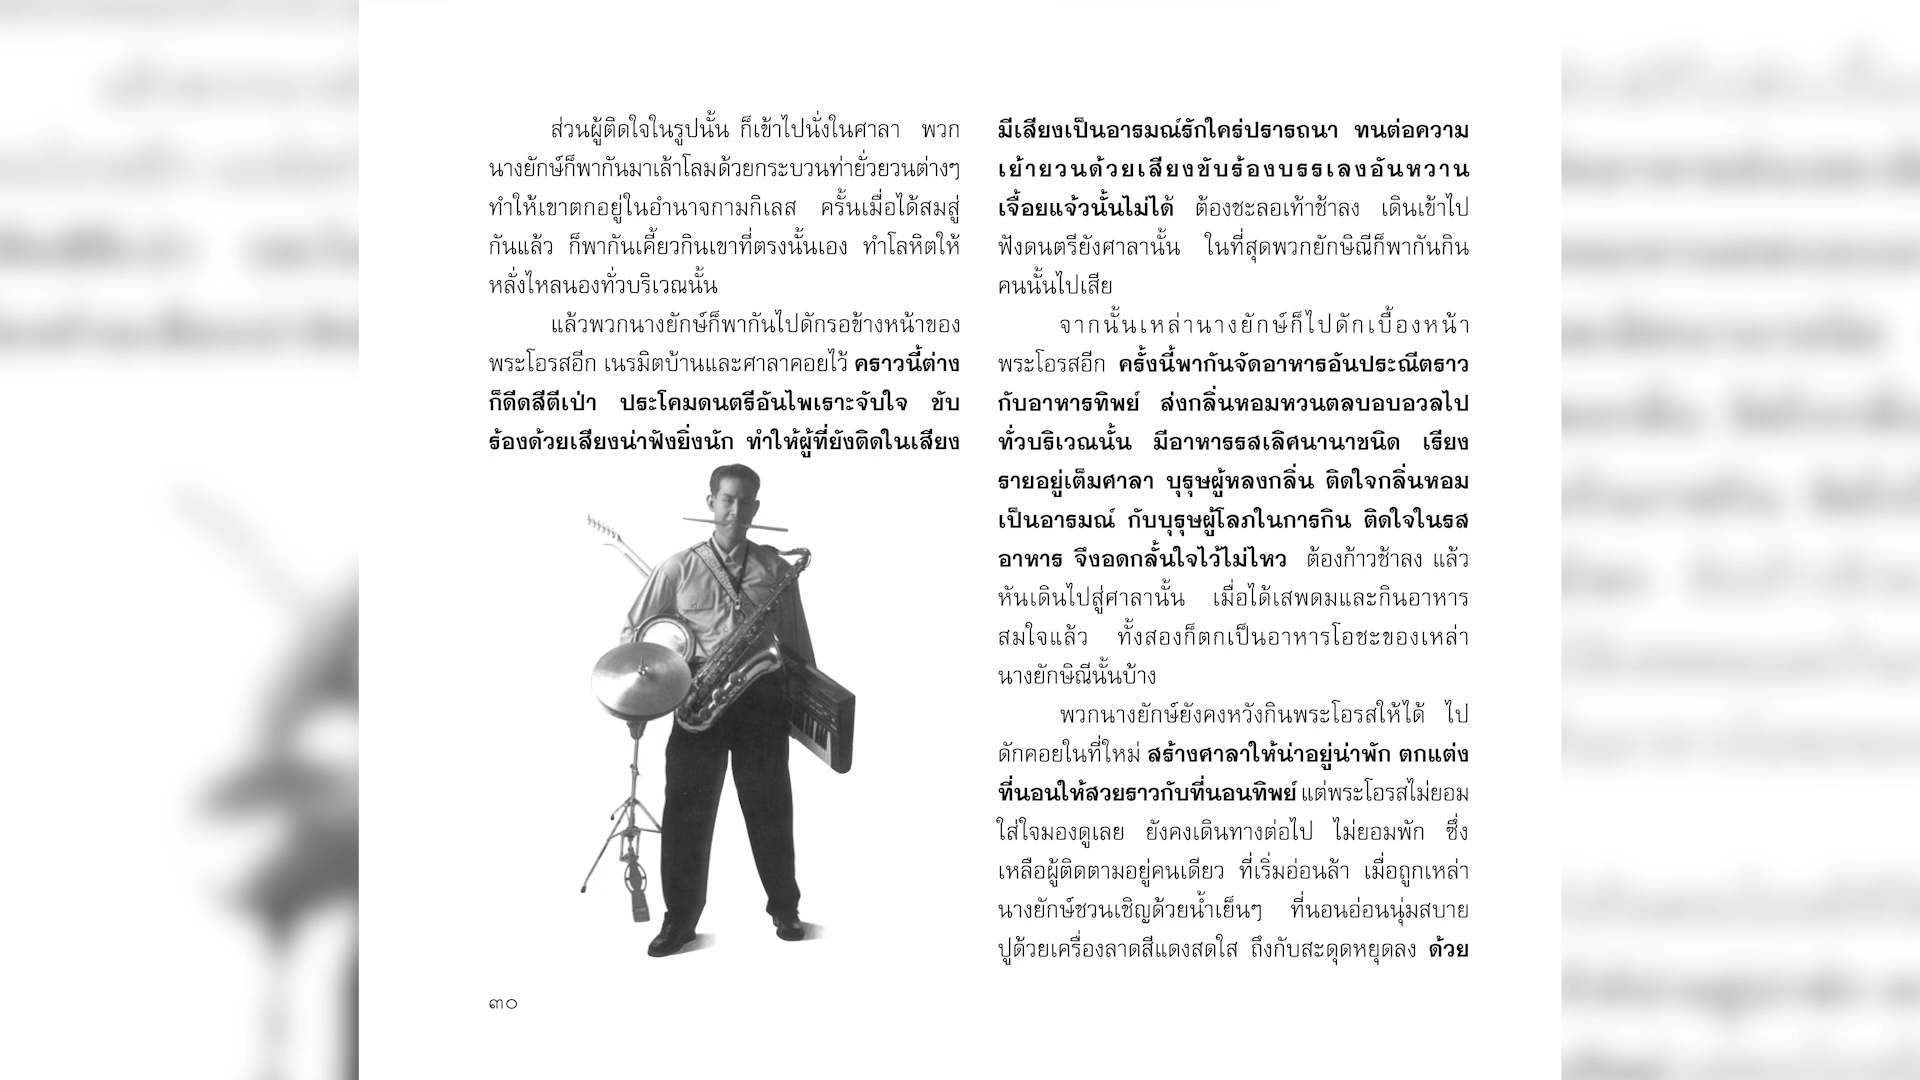 ส่วนผู้ติดใจในรูปนั้น ก็เข้าไปนั่งในศาลา พวก
นางยักษ์ก็พากันมาเล้าโลมด้วยกระบวนท่ายั่วยวนต่างๆ
ทำให้เขาตกอยู่ในอำนาจกามกิเลส ครั้นเมื่อได้สมสู่
กันแล้ว ก็พากันเคี้ยวกินเขาที่ตรงนั้นเอง ทำโลหิตให้
หลั่งไหลนองทั่วบริเวณนั้น
แล้วพวกนางยักษ์ก็พากันไปดักรอข้างหน้าของ
พระโอรสอีก เนรมิตบ้านและศาลาคอยไว้ คราวนี้ต่าง
ก็ดีดสีตีเป่า ประโคมดนตรีอันไพเราะจับใจ ขับ
ร้องด้วยเสียงน่าฟังยิ่งนัก ทำให้ผู้ที่ยังติดในเสียง
มีเสียงเป็นอารมณ์รักใคร่ปรารถนา ทนต่อความ
เย้ายวนด้วยเสียงขับร้องบรรเลงอันหวาน
เจื้อยแจ้วนั้นไม่ได้ ต้องชะลอเท้าช้าลง เดินเข้าไป
ฟังดนตรียังศาลานั้น ในที่สุดพวกยักษิณีก็พากันกิน
คนนั้นไปเสีย
จากนั้นเหล่านางยักษ์ก็ไปดักเบื้องหน้า
พระโอรสอีก ครั้งนี้พากันจัดอาหารอันประณีตราว
กับอาหารทิพย์ ส่งกลิ่นหอมหวนตลบอบอวลไป
ทั่วบริเวณนั้น มีอาหารรสเลิศนานาชนิด เรียง
รายอยู่เต็มศาลา บุรุษผู้หลงกลิ่น ติดใจกลิ่นหอม
เป็นอารมณ์ กับบุรุษผู้โลภในการกิน ติดใจในรส
อาหาร จึงอดกลั้นใจไว้ไม่ไหว ต้องก้าวช้าลง แล้ว
หันเดินไปสู่ศาลานั้น เมื่อได้เสพดมและกินอาหาร
สมใจแล้ว ทั้งสองก็ตกเป็นอาหารโอชะของเหล่า
นางยักษิณีนั้นบ้าง
พวกนางยักษ์ยังคงหวังกินพระโอรสให้ได้ ไป
ดักคอยในที่ใหม่ สร้างศาลาให้น่าอยู่น่าพัก ตกแต่ง
ที่นอนให้สวยราวกับที่นอนทิพย์ แต่พระโอรสไม่ยอม
ใส่ใจมองดูเลย ยังคงเดินทางต่อไป ไม่ยอมพัก ซึ่ง
เหลือผู้ติดตามอยู่คนเดียว ที่เริ่มอ่อนล้า เมื่อถูกเหล่า
นางยักษ์ชวนเชิญด้วยน้ำเย็นๆ ที่นอนอ่อนนุ่มสบาย
ปูด้วยเครื่องลาดสีแดงสดใส ถึงกับสะดุดหยุดลง ด้วย
๓๐